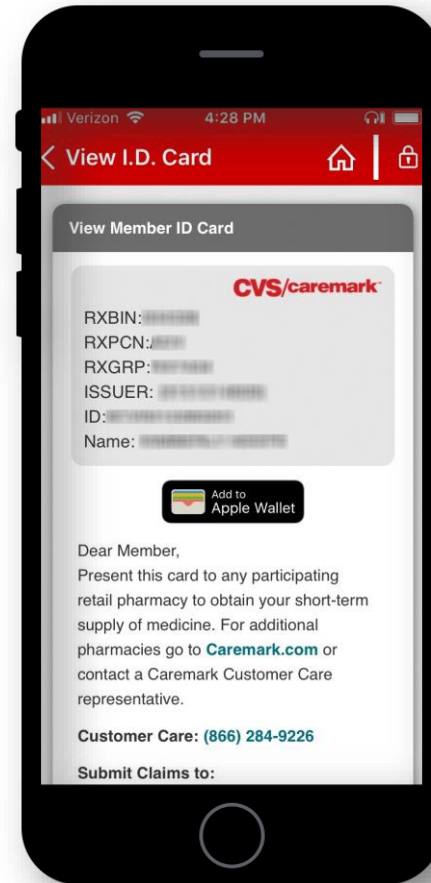 Verizon 4:28 PM
View I.D. Card
View Member ID Card
CVS/caremark
RXBIN:
RXPCN:
RXGRP:
ISSUER:
ID:
Name:
Add to
Apple Wallet
Dear Member,
Present this card to any participating
retail pharmacy to obtain your short-term
supply of medicine. For additional
pharmacies go to Caremark.com or
contact a Caremark Customer Care
representative.
Customer Care: (866) 284-9226
Submit Claims to: